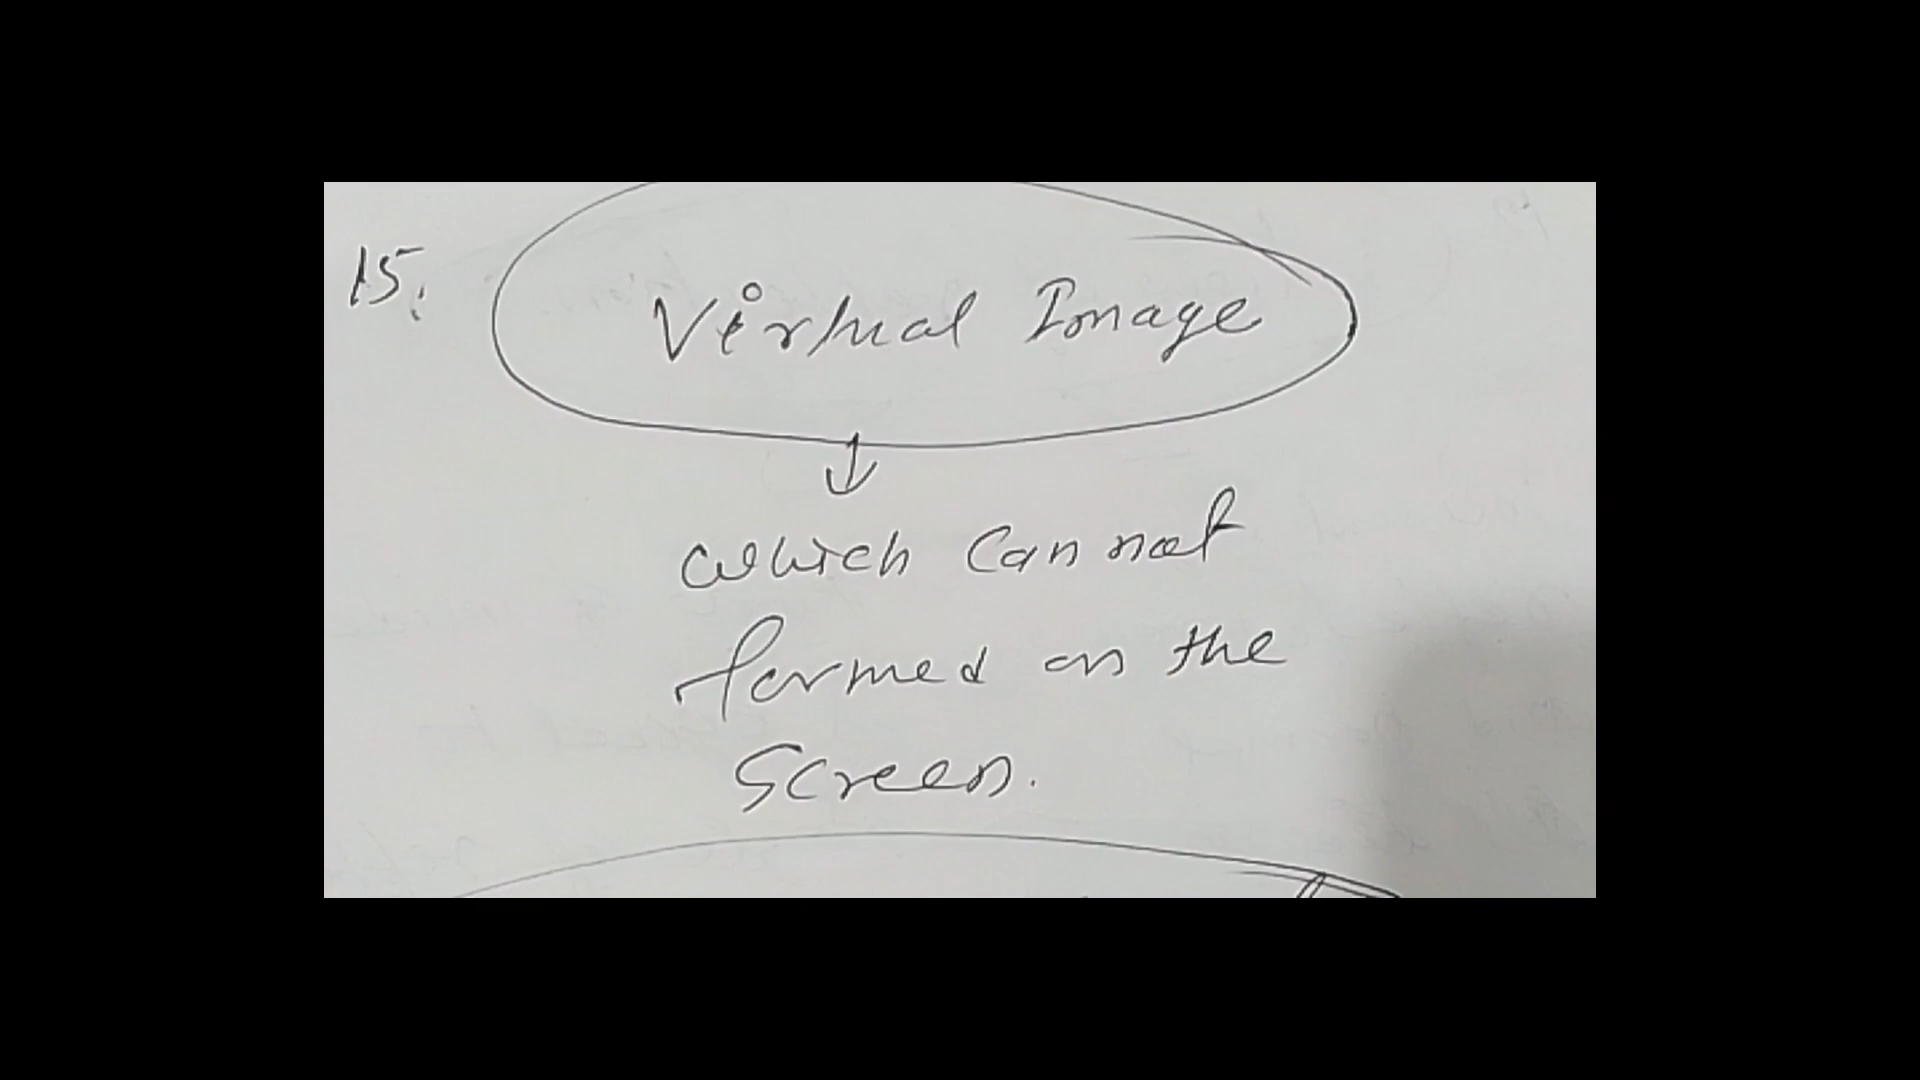 15.
Virtual Image
which can not
formed on the
Screen.